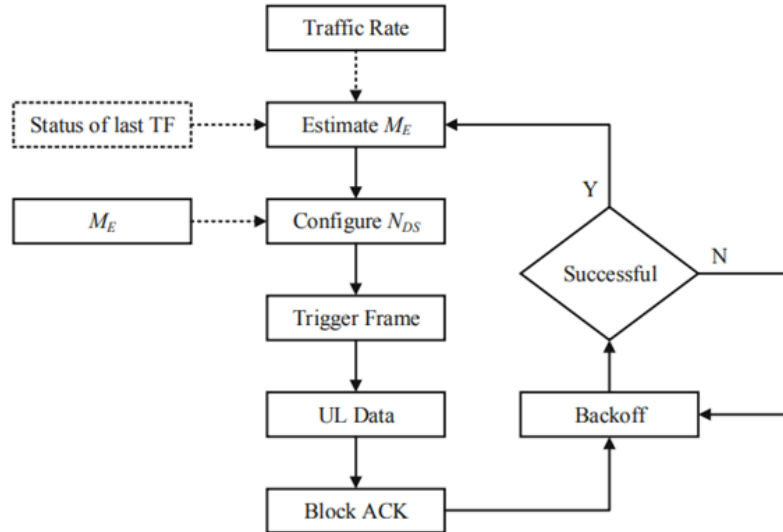 Traffic Rate
Status of last TF
Estimate M_E
Y
M_E
Configure N_DS
N
Successful
Trigger Frame
UL Data
Backoff
Block ACK